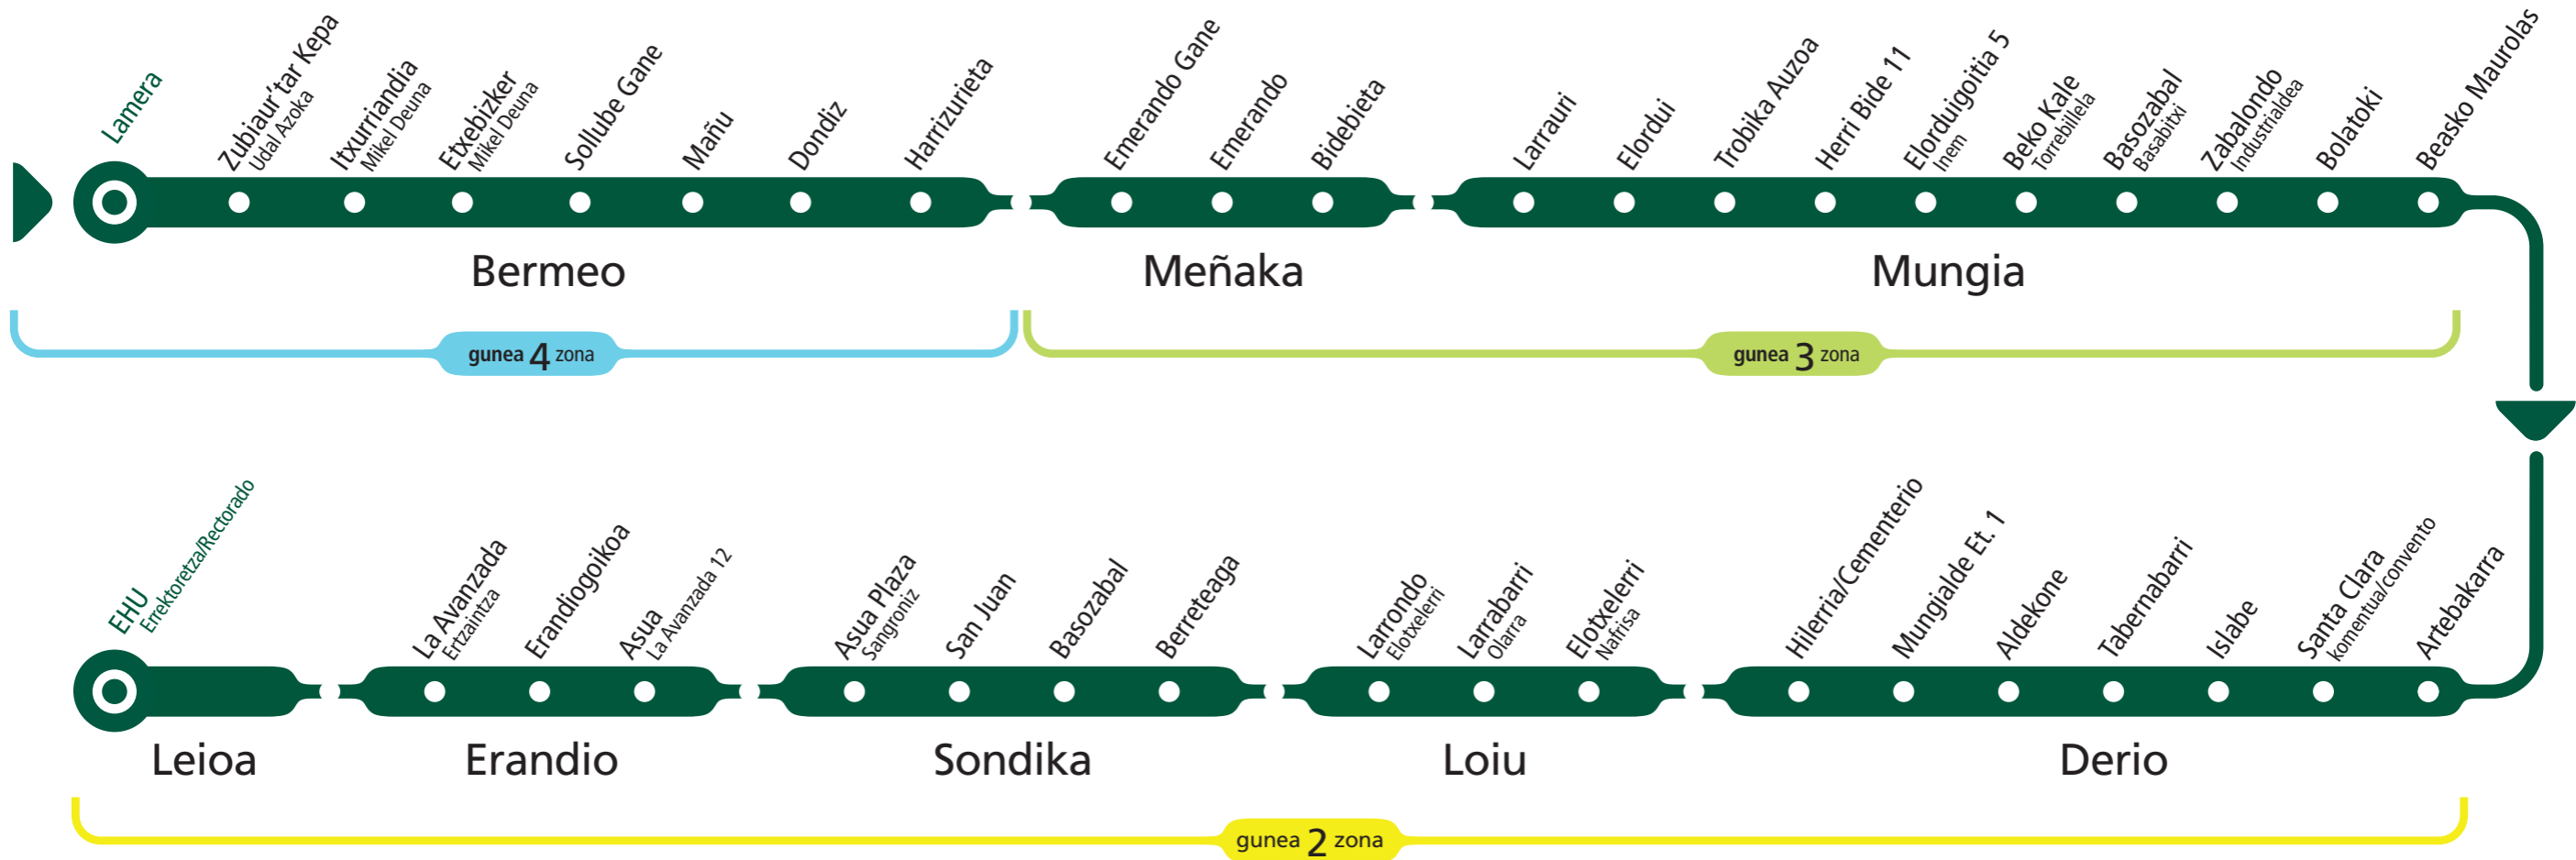 Lamera
Zubiaur'tar Kepa
Udal Azoka
Itxurriandia
Mikel Deuna
Etxebizker
Mikel Deuna
Sollube Gane
Mañu
Dondiz
Harrizurieta
Emerando Gane
Emerando
Bidebieta
Larrauri
Elordui
Trobika Auzoa
Herri Bide 11
Elorduigoitia 5
Inem
Beko Kale
Torrebillela
Basozabal
Basabitxi
Zabalondo
Industrialdea
Bolatoki
Beasko Maurolas
Bermeo
Meñaka
Mungia
gunea 4 zona
gunea 3 zona
EHU
Errektoretza/Rectorado
La Avanzada
Ertzaintza
Erandiogoikoa
Asua
La Avanzada 12
Asua Plaza
Sangroniz
San Juan
Basozabal
Berreteaga
Larrondo
Elotxelerri
Larrabarri
Olarra
Elotxelerri
Nafrisa
Hilerria/Cementerio
Mungialde Et. 1
Aldekone
Tabernabarri
Islabe
Santa Clara
komentua/convento
Artebakarra
Leioa
Erandio
Sondika
Loiu
Derio
gunea 2 zona